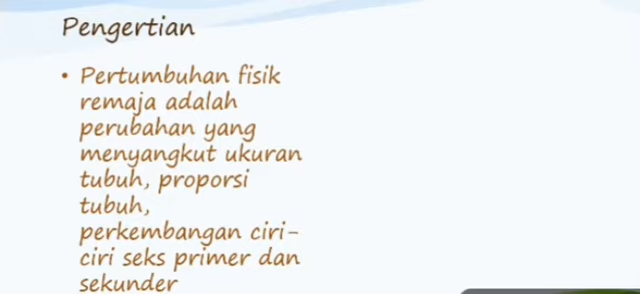 Pengertian
• Pertumbuhan fisik
remaja adalah
perubahan yang
menyangkut ukuran
tubuh, proporsi
tubuh,
perkembangan ciri-
ciri seks primer dan
sekunder